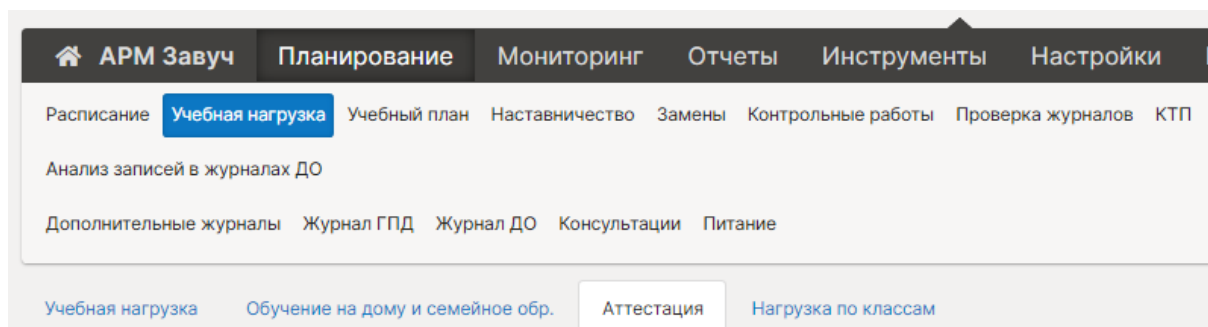 АРМ Завуч Планирование Мониторинг Отчеты Инструменты Настройки
Расписание Учебная нагрузка Учебный план Наставничество Замены Контрольные работы Проверка журналов КТП
Анализ записей в журналах ДО
Дополнительные журналы Журнал ГПД Журнал ДО Консультации Питание
Учебная нагрузка Обучение на дому и семейное обр. Аттестация Нагрузка по классам